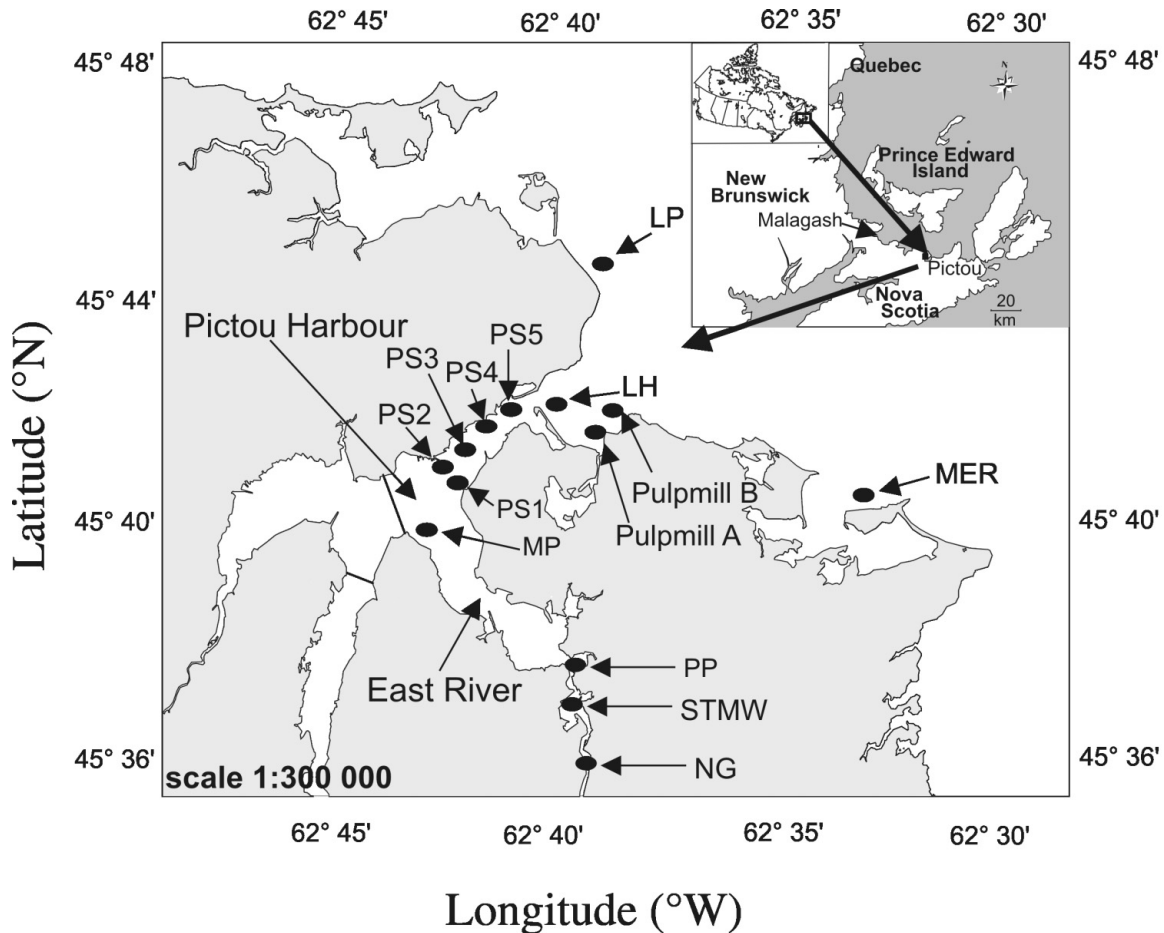 62° 45'
62° 40'
62° 35'
62° 30'
45° 48'
45° 48'
Quebec
N
Prince Edward
Island
New
Brunswick
Malagash
Pictou
Nova
Scotia
20
km
LP
45° 44'
Pictou Harbour
PS5
PS3
PS4
LH
PS2
Pulpmill B
MER
PS1
Pulpmill A
45° 40'
45° 40'
MP
East River
PP
STMW
NG
45° 36'
45° 36'
scale 1:300 000
62° 45'
62° 40'
62° 35'
62° 30'
Latitude (°N)
Longitude (°W)